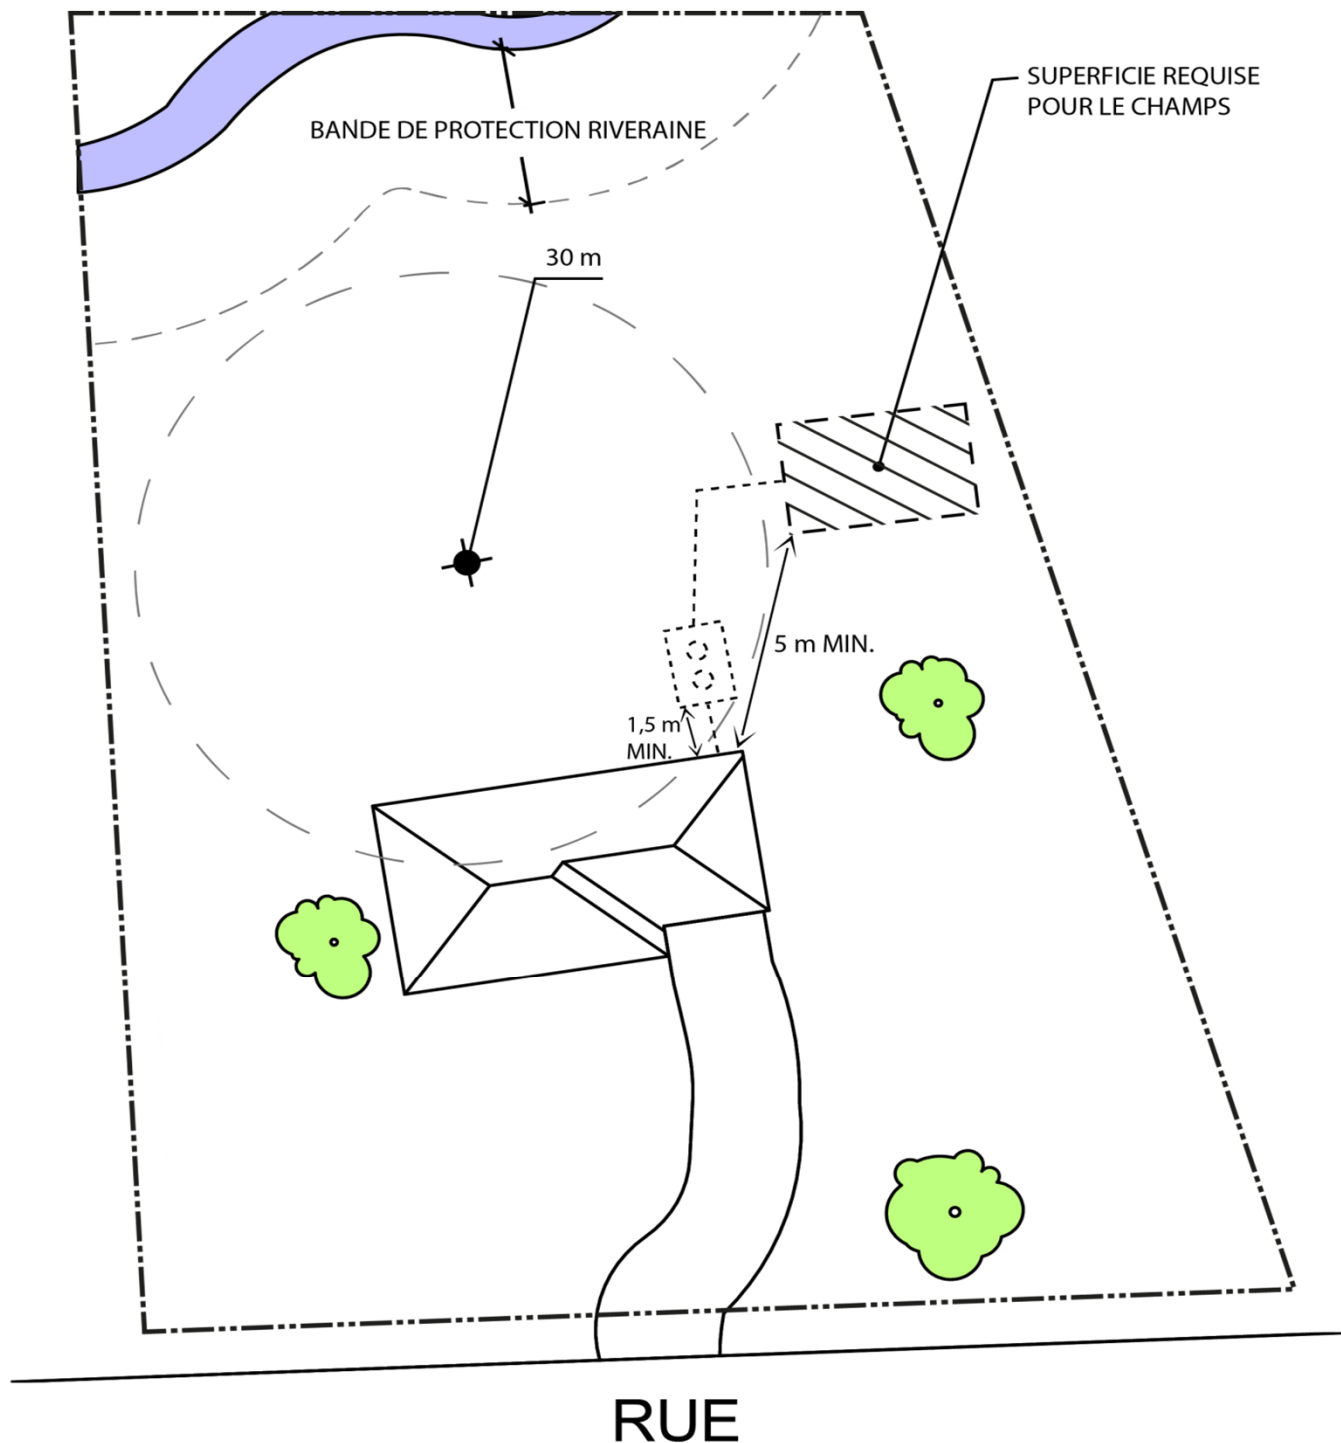 SUPERFICIE REQUISE
POUR LE CHAMPS
BANDE DE PROTECTION RIVERAINE
30 m
5 m MIN.
1,5 m
MIN.
RUE